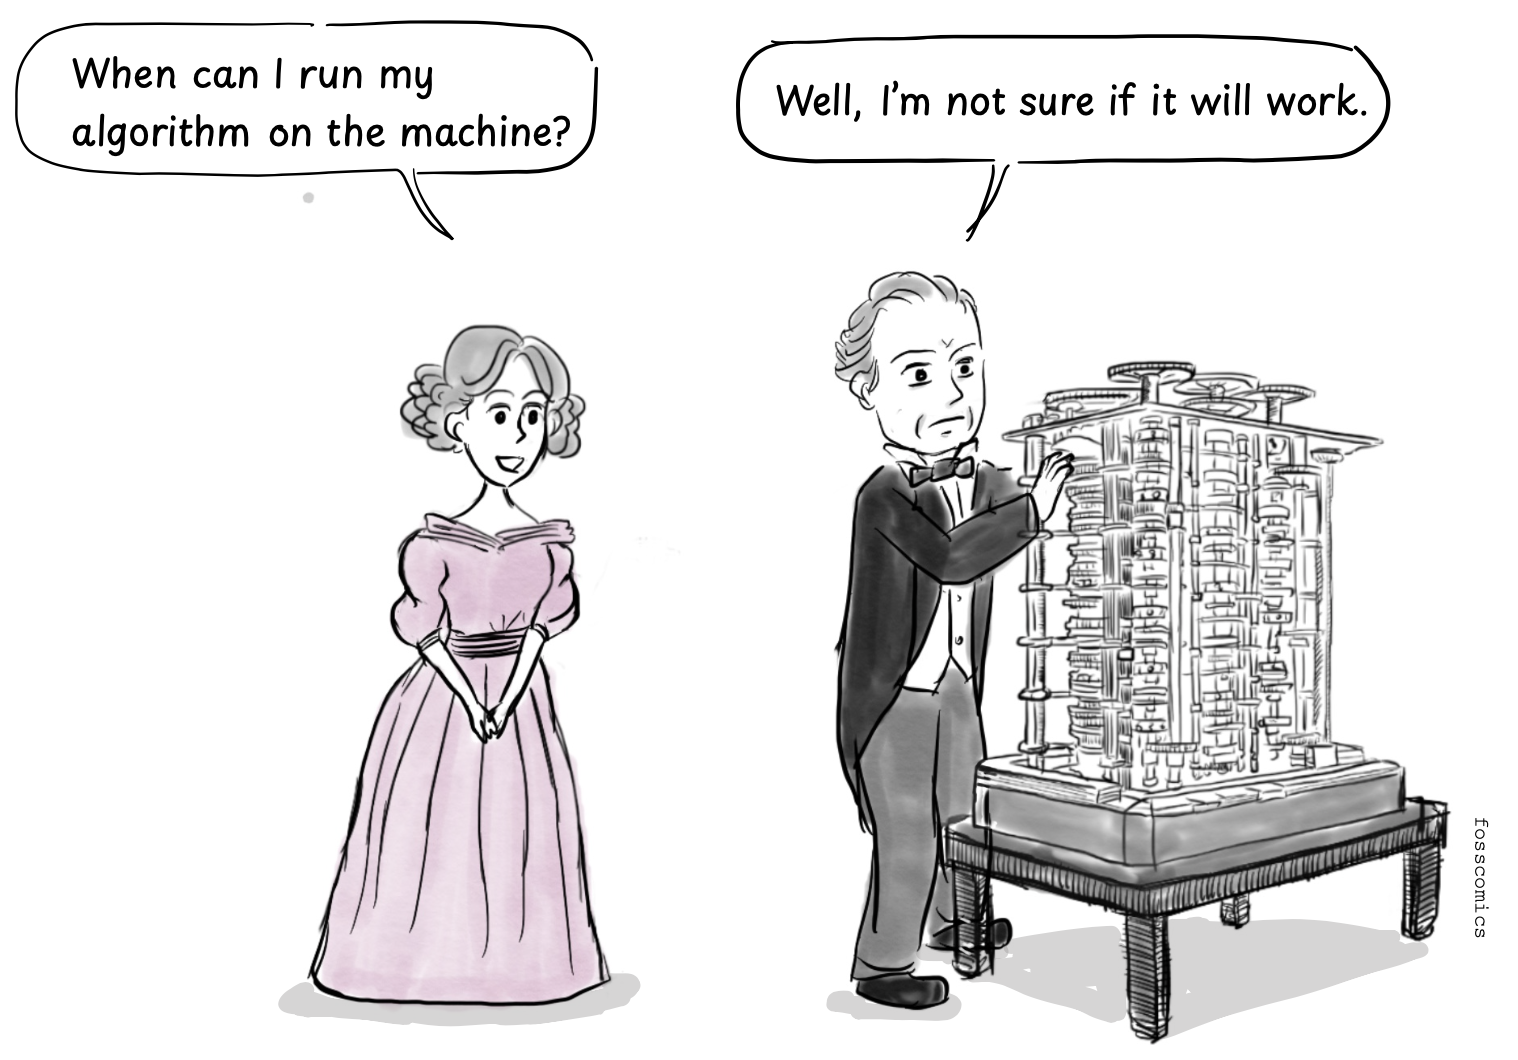 When can I run my
algorithm on the machine?
Well, I'm not sure if it will work.
fosscomics